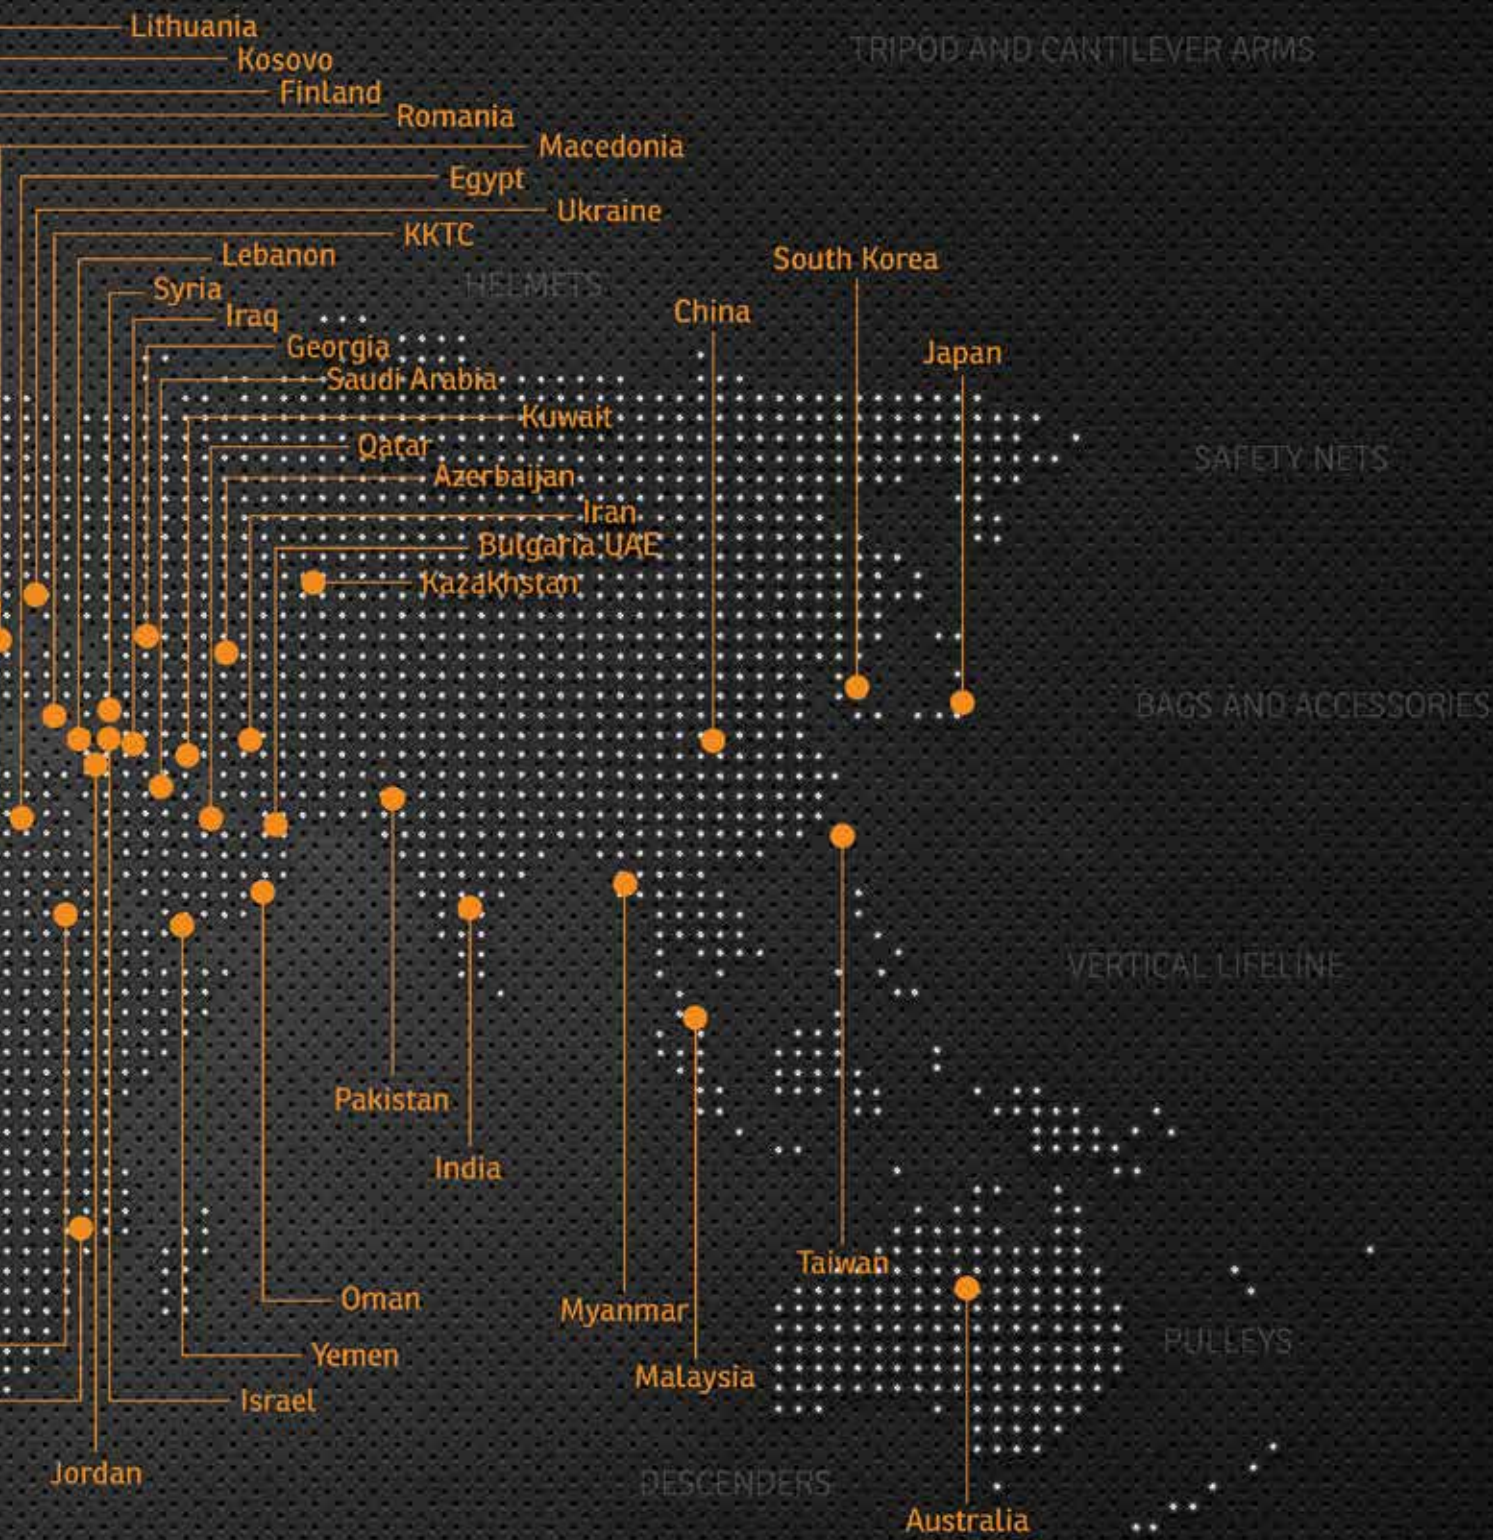 Lithuania
TRIPOD AND CANTILEVER ARMS
Kosovo
Finland
Romania
Macedonia
Egypt
Ukraine
KKTC
Lebanon
South Korea
HELMETS
Syria
Iraq
China
Georgia
Japan
Saudi Arabia
Kuwait
Qatar
SAFETY NETS
Azerbaijan
Iran
Bulgaria UAE
Kazakhstan
BAGS AND ACCESSORIES
VERTICAL LIFELINE
Pakistan
India
Taiwan
Oman
Myanmar
PULLEYS
Yemen
Malaysia
Israel
Jordan
DESCENDERS
Australia